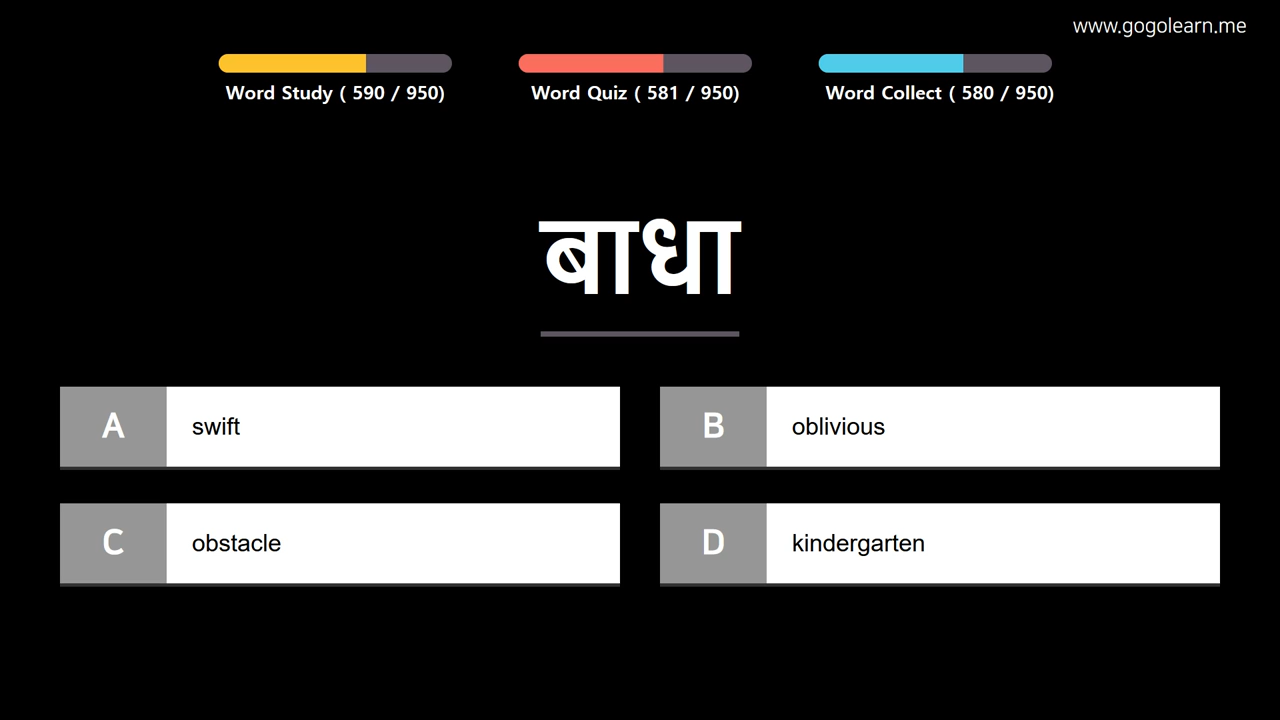 www.gogolearn.me
Word Study ( 590 / 950)
Word Quiz ( 581 / 950)
Word Collect ( 580 / 950)
बाधा
A swift
B oblivious
C obstacle
D kindergarten